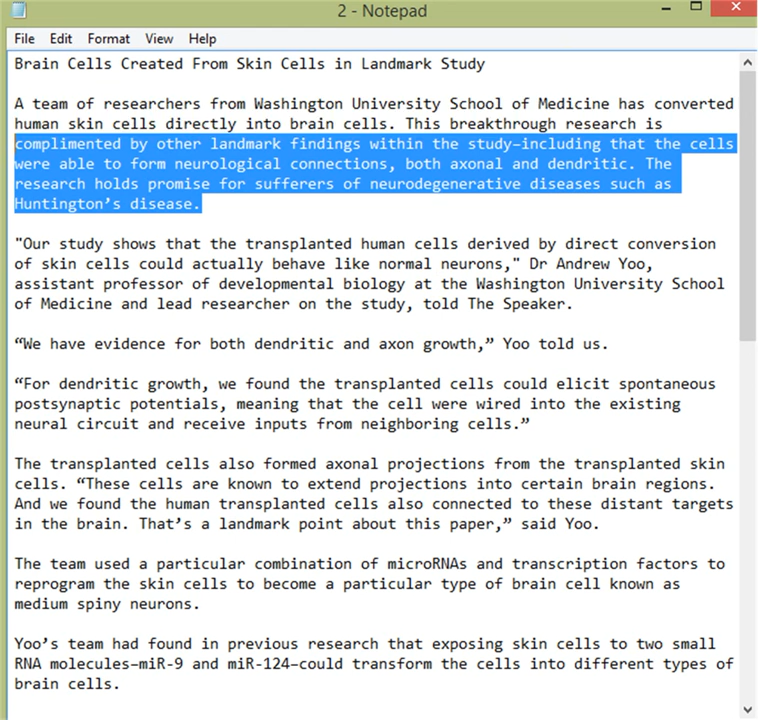 2 - Notepad
File Edit Format View Help
Brain Cells Created From Skin Cells in Landmark Study
A team of researchers from Washington University School of Medicine has converted
human skin cells directly into brain cells. This breakthrough research is
complimented by other landmark findings within the study–including that the cells
were able to form neurological connections, both axonal and dendritic. The
research holds promise for sufferers of neurodegenerative diseases such as
Huntington’s disease.
"Our study shows that the transplanted human cells derived by direct conversion
of skin cells could actually behave like normal neurons," Dr Andrew Yoo,
assistant professor of developmental biology at the Washington University School
of Medicine and lead researcher on the study, told The Speaker.
“We have evidence for both dendritic and axon growth,” Yoo told us.
“For dendritic growth, we found the transplanted cells could elicit spontaneous
postsynaptic potentials, meaning that the cell were wired into the existing
neural circuit and receive inputs from neighboring cells.”
The transplanted cells also formed axonal projections from the transplanted skin
cells. “These cells are known to extend projections into certain brain regions.
And we found the human transplanted cells also connected to these distant targets
in the brain. That’s a landmark point about this paper,” said Yoo.
The team used a particular combination of microRNAs and transcription factors to
reprogram the skin cells to become a particular type of brain cell known as
medium spiny neurons.
Yoo’s team had found in previous research that exposing skin cells to two small
RNA molecules–miR-9 and miR-124–could transform the cells into different types of
brain cells.